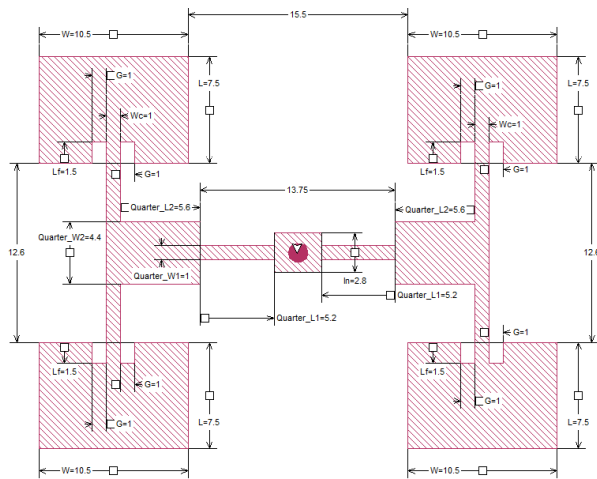 15.5
W=10.5
W=10.5
G=1
L=7.5
G=1
L=7.5
Wc=1
Wc=1
Lf=1.5
G=1
Lf=1.5
G=1
13.75
Quarter_L2=5.6
Quarter_L2=5.6
12.6
Quarter_W2=4.4
12.6
Quarter_W1=1
In=2.8
Quarter_L1=5.2
Quarter_L1=5.2
G=1
Lf=1.5
G=1
Lf=1.5
L=7.5
G=1
L=7.5
G=1
W=10.5
W=10.5